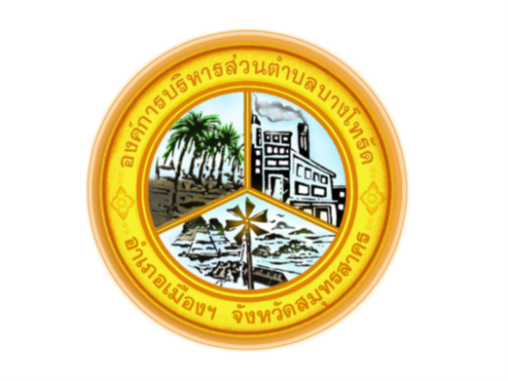 องค์การบริหารส่วนตำบลบางโทรัด
อำเภอเมืองฯ จังหวัดสมุทรสาคร